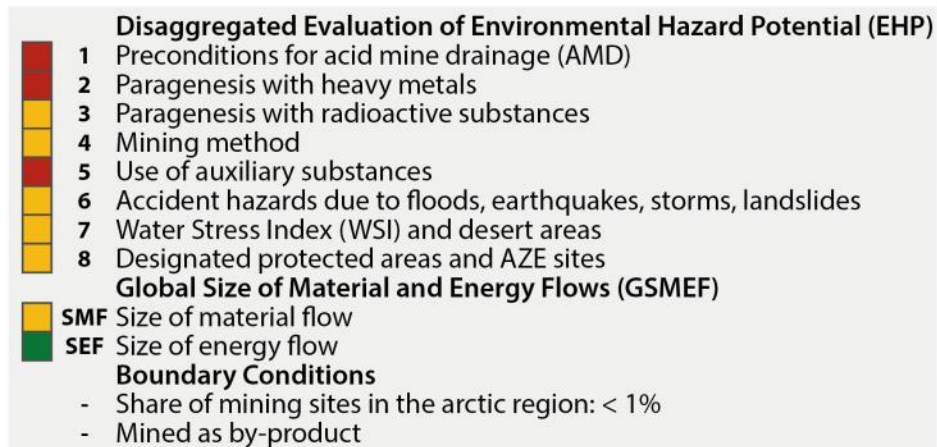 Disaggregated Evaluation of Environmental Hazard Potential (EHP)
1 Preconditions for acid mine drainage (AMD)
2 Paragenesis with heavy metals
3 Paragenesis with radioactive substances
4 Mining method
5 Use of auxiliary substances
6 Accident hazards due to floods, earthquakes, storms, landslides
7 Water Stress Index (WSI) and desert areas
8 Designated protected areas and AZE sites
Global Size of Material and Energy Flows (GSMEF)
SMF Size of material flow
SEF Size of energy flow
Boundary Conditions
- Share of mining sites in the arctic region: < 1%
- Mined as by-product